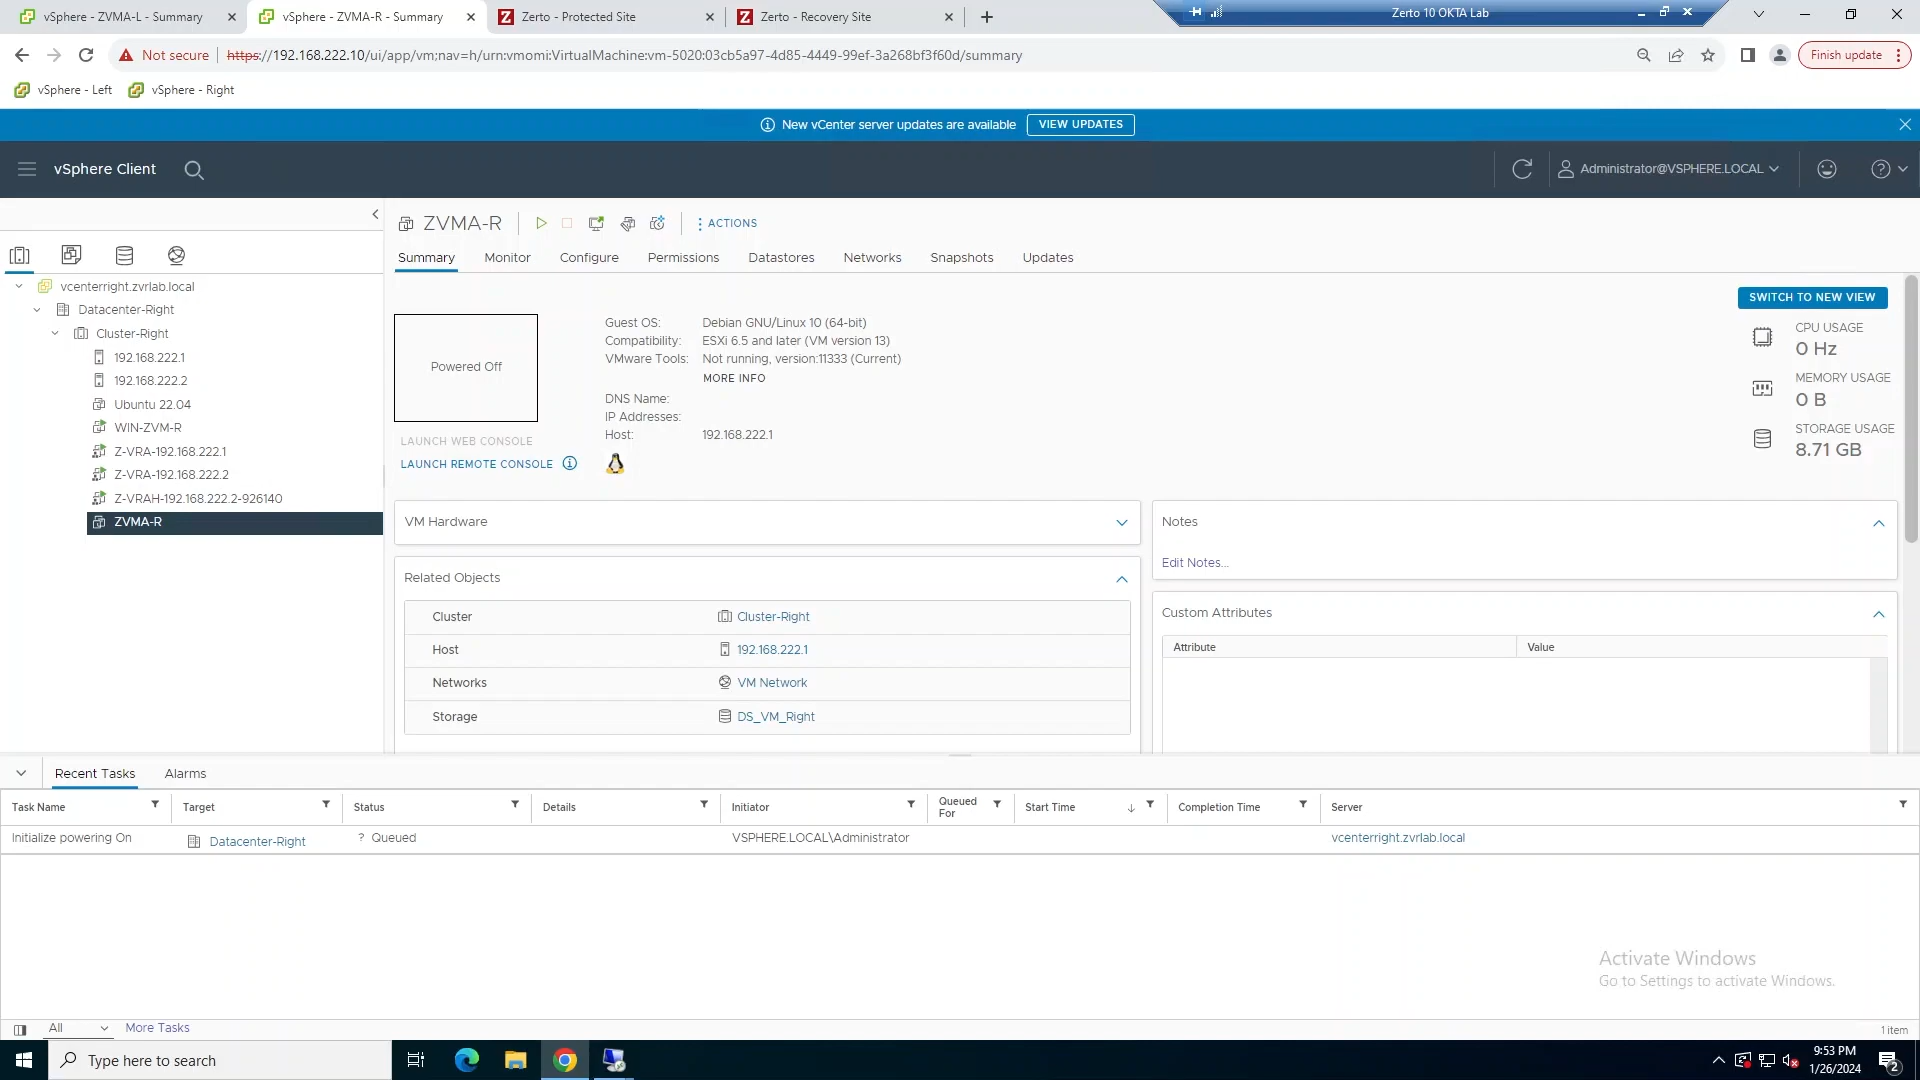 vSphere - ZVMA-L - Summary
vSphere - ZVMA-R - Summary
Zerto - Protected Site
Zerto - Recovery Site
Zerto 10 OKTA Lab
Not secure
https://192.168.222.10/ui/app/vm;nav=h/urn:vmomi:VirtualMachine:vm-5020:03cb5a97-4d85-4449-99ef-3a268bf3f60d/summary
Finish update
vSphere - Left
vSphere - Right
New vCenter server updates are available
VIEW UPDATES
vSphere Client
Administrator@VSPHERE.LOCAL
ZVMA-R
ACTIONS
Summary
Monitor
Configure
Permissions
Datastores
Networks
Snapshots
Updates
vcenterright.zvrlab.local
Datacenter-Right
Cluster-Right
192.168.222.1
192.168.222.2
Ubuntu 22.04
WIN-ZVM-R
Z-VRA-192.168.222.1
Z-VRA-192.168.222.2
Z-VRAH-192.168.222.2-926140
ZVMA-R
Powered Off
LAUNCH WEB CONSOLE
LAUNCH REMOTE CONSOLE
Guest OS: Debian GNU/Linux 10 (64-bit)
Compatibility: ESXi 6.5 and later (VM version 13)
VMware Tools: Not running, version:11333 (Current)
MORE INFO
DNS Name:
IP Addresses:
Host: 192.168.222.1
SWITCH TO NEW VIEW
CPU USAGE
0 Hz
MEMORY USAGE
0 B
STORAGE USAGE
8.71 GB
VM Hardware
Related Objects
Cluster Cluster-Right
Host 192.168.222.1
Networks VM Network
Storage DS_VM_Right
Notes
Edit Notes...
Custom Attributes
Attribute Value
Recent Tasks Alarms
Task Name Target Status Details Initiator Queued For Start Time Completion Time Server
Initialize powering On Datacenter-Right ? Queued VSPHERE.LOCAL\Administrator vcenterright.zvrlab.local
Activate Windows
Go to Settings to activate Windows.
All More Tasks
1 item
Type here to search
9:53 PM
1/26/2024
2